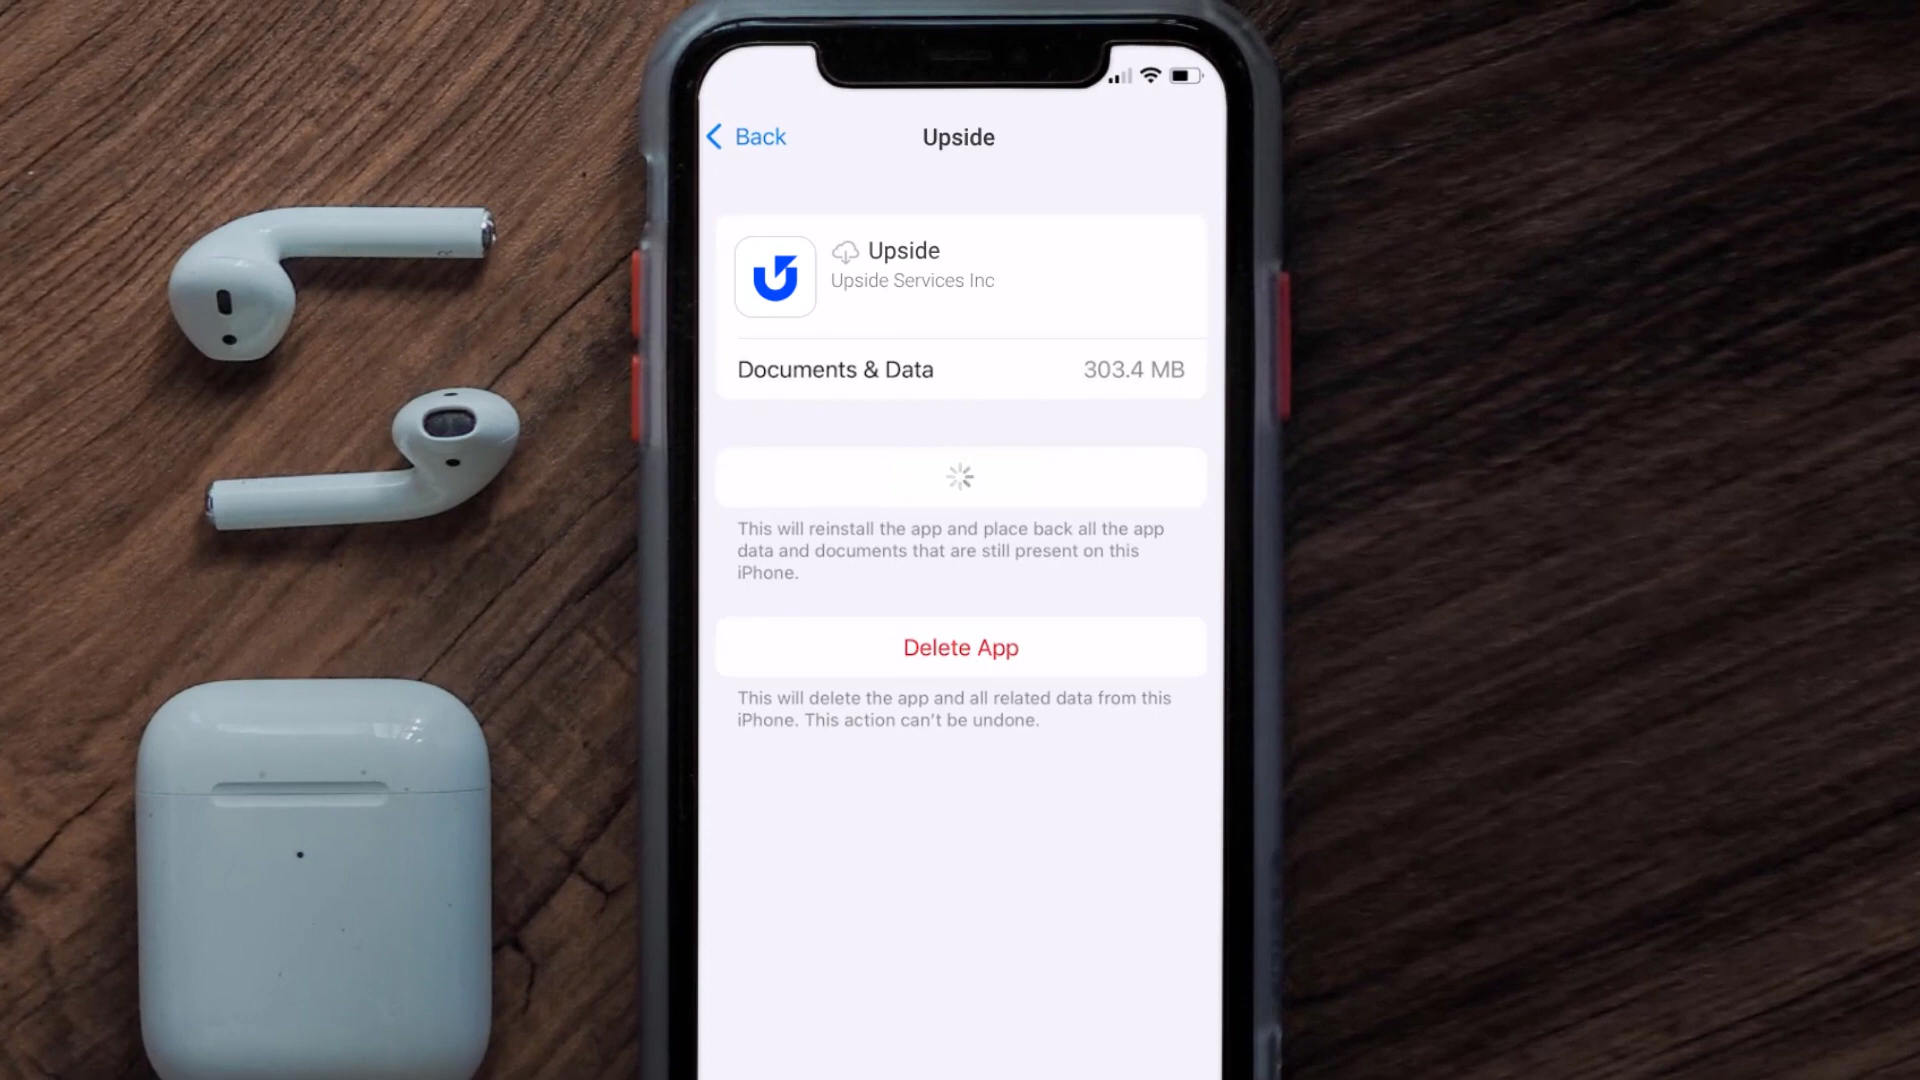 Back
Upside
Upside
Upside Services Inc
Documents & Data
303.4 MB
This will reinstall the app and place back all the app
data and documents that are still present on this
iPhone.
Delete App
This will delete the app and all related data from this
iPhone. This action can't be undone.